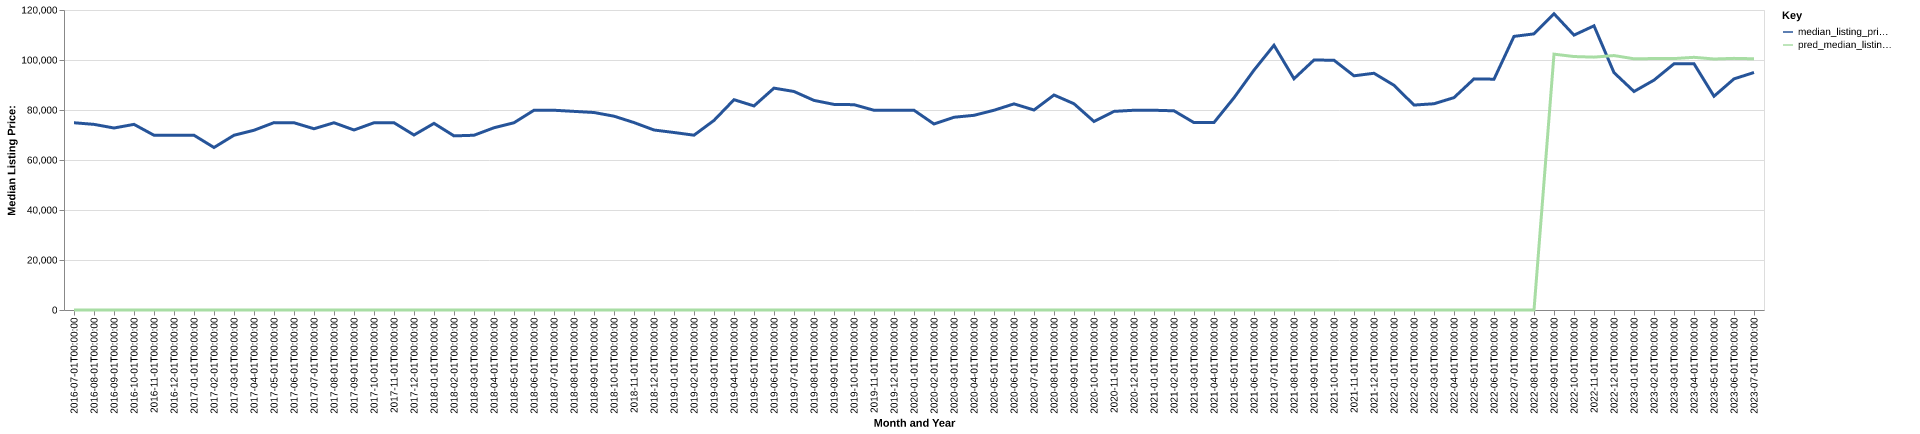 120,000
100,000
80,000
60,000
40,000
20,000
0
Median Listing Price:
2016-07-01T00:00:00
2016-08-01T00:00:00
2016-09-01T00:00:00
2016-10-01T00:00:00
2016-11-01T00:00:00
2016-12-01T00:00:00
2017-01-01T00:00:00
2017-02-01T00:00:00
2017-03-01T00:00:00
2017-04-01T00:00:00
2017-05-01T00:00:00
2017-06-01T00:00:00
2017-07-01T00:00:00
2017-08-01T00:00:00
2017-09-01T00:00:00
2017-10-01T00:00:00
2017-11-01T00:00:00
2017-12-01T00:00:00
2018-01-01T00:00:00
2018-02-01T00:00:00
2018-03-01T00:00:00
2018-04-01T00:00:00
2018-05-01T00:00:00
2018-06-01T00:00:00
2018-07-01T00:00:00
2018-08-01T00:00:00
2018-09-01T00:00:00
2018-10-01T00:00:00
2018-11-01T00:00:00
2018-12-01T00:00:00
2019-01-01T00:00:00
2019-02-01T00:00:00
2019-03-01T00:00:00
2019-04-01T00:00:00
2019-05-01T00:00:00
2019-06-01T00:00:00
2019-07-01T00:00:00
2019-08-01T00:00:00
2019-09-01T00:00:00
2019-10-01T00:00:00
2019-11-01T00:00:00
2019-12-01T00:00:00
2020-01-01T00:00:00
2020-02-01T00:00:00
2020-03-01T00:00:00
2020-04-01T00:00:00
2020-05-01T00:00:00
2020-06-01T00:00:00
2020-07-01T00:00:00
2020-08-01T00:00:00
2020-09-01T00:00:00
2020-10-01T00:00:00
2020-11-01T00:00:00
2020-12-01T00:00:00
2021-01-01T00:00:00
2021-02-01T00:00:00
2021-03-01T00:00:00
2021-04-01T00:00:00
2021-05-01T00:00:00
2021-06-01T00:00:00
2021-07-01T00:00:00
2021-08-01T00:00:00
2021-09-01T00:00:00
2021-10-01T00:00:00
2021-11-01T00:00:00
2021-12-01T00:00:00
2022-01-01T00:00:00
2022-02-01T00:00:00
2022-03-01T00:00:00
2022-04-01T00:00:00
2022-05-01T00:00:00
2022-06-01T00:00:00
2022-07-01T00:00:00
2022-08-01T00:00:00
2022-09-01T00:00:00
2022-10-01T00:00:00
2022-11-01T00:00:00
2022-12-01T00:00:00
2023-01-01T00:00:00
2023-02-01T00:00:00
2023-03-01T00:00:00
2023-04-01T00:00:00
2023-05-01T00:00:00
2023-06-01T00:00:00
2023-07-01T00:00:00
Month and Year
Key
median_listing_pri…
pred_median_listin…